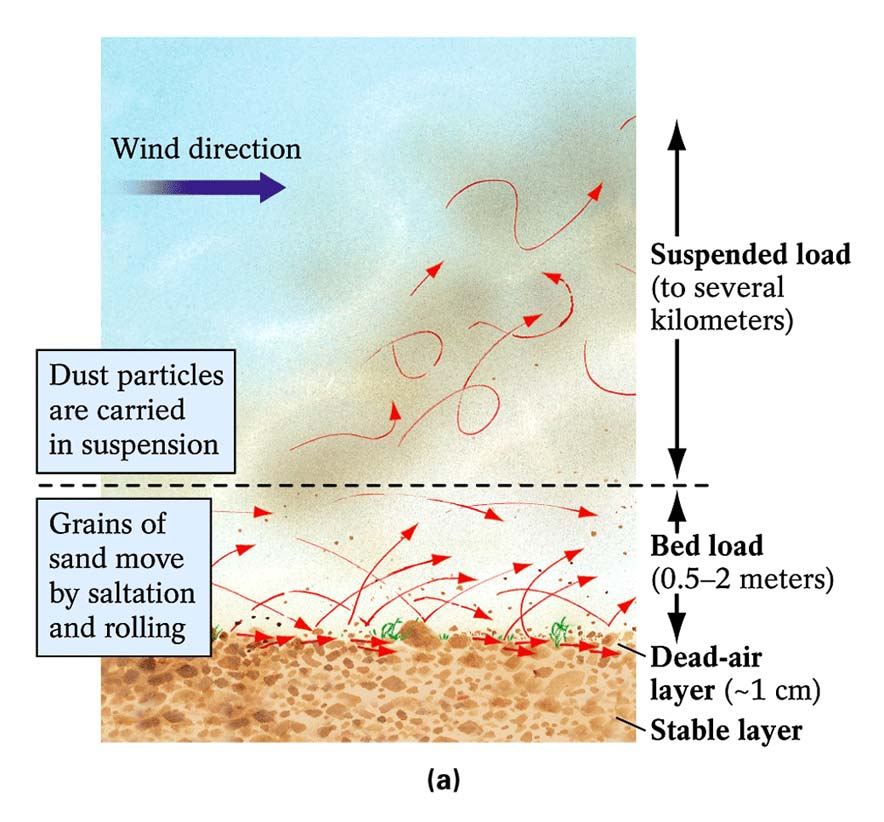 Wind direction
Suspended load
(to several
kilometers)
Dust particles
are carried
in suspension
Grains of
sand move
by saltation
and rolling
Bed load
(0.5–2 meters)
Dead-air
layer (~1 cm)
Stable layer
(a)